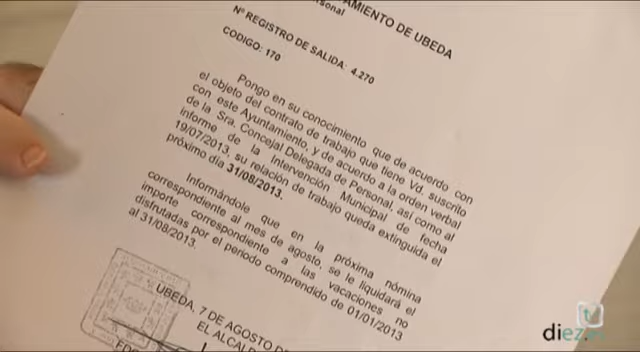 AMIENTO DE UBEDA
rsonal
Nº REGISTRO DE SALIDA: 4.270
CODIGO: 170
Pongo en su conocimiento que de acuerdo con
el objeto del contrato de trabajo que tiene Vd. suscrito
con este Ayuntamiento, y de acuerdo a la orden verbal
de la Sra. Concejal Delegada de Personal, así como al
informe de la Intervención Municipal de fecha
19/07/2013, su relación de trabajo queda extinguida el
próximo día 31/08/2013.
Informándole que en la próxima nómina
correspondiente al mes de agosto, se le liquidará el
importe correspondiente a las vacaciones no
disfrutadas por el periodo comprendido de 01/01/2013
al 31/08/2013.
UBEDA, 7 DE AGOSTO DE
EL ALCALD
diez
tv